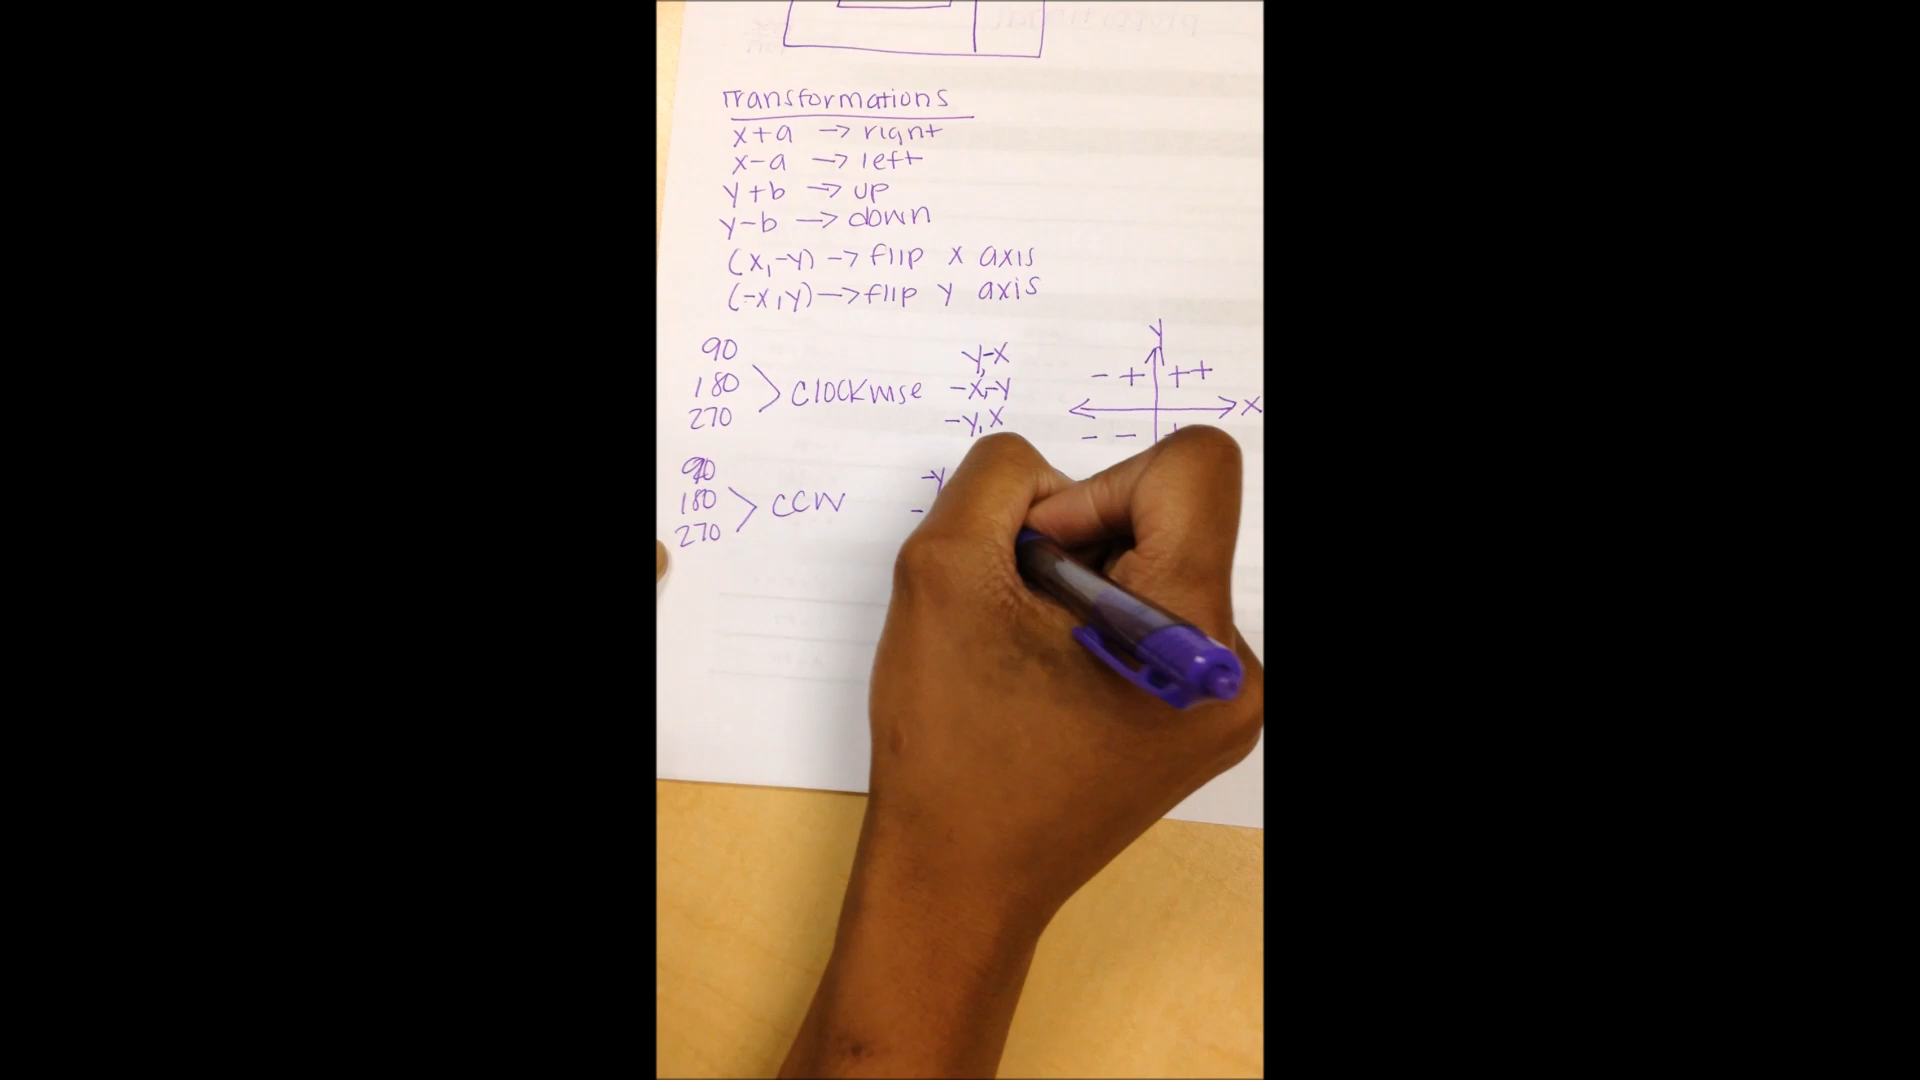 Transformations
x+a → right
x-a → left
y+b → up
y-b → down
(x,-y) → flip x axis
(-x,y) → flip y axis
90
180 > clockwise
270
y,-x
-x,-y
-y,x
y
- + ++
x
- - +
90
180 > CCW
270
-y
-